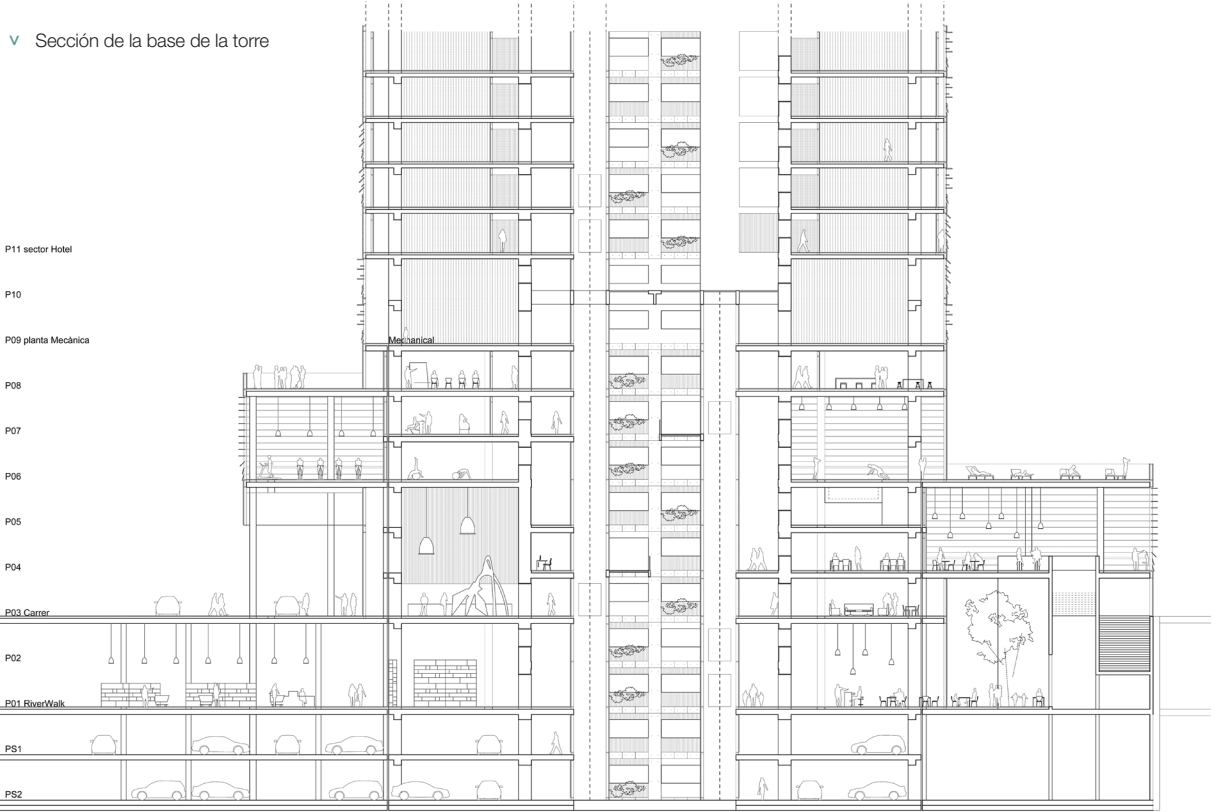 v Sección de la base de la torre
P11 sector Hotel
P10
P09 planta Mecànica
Mechanical
P08
P07
P06
P05
P04
P03 Carrer
P02
P01 RiverWalk
PS1
PS2